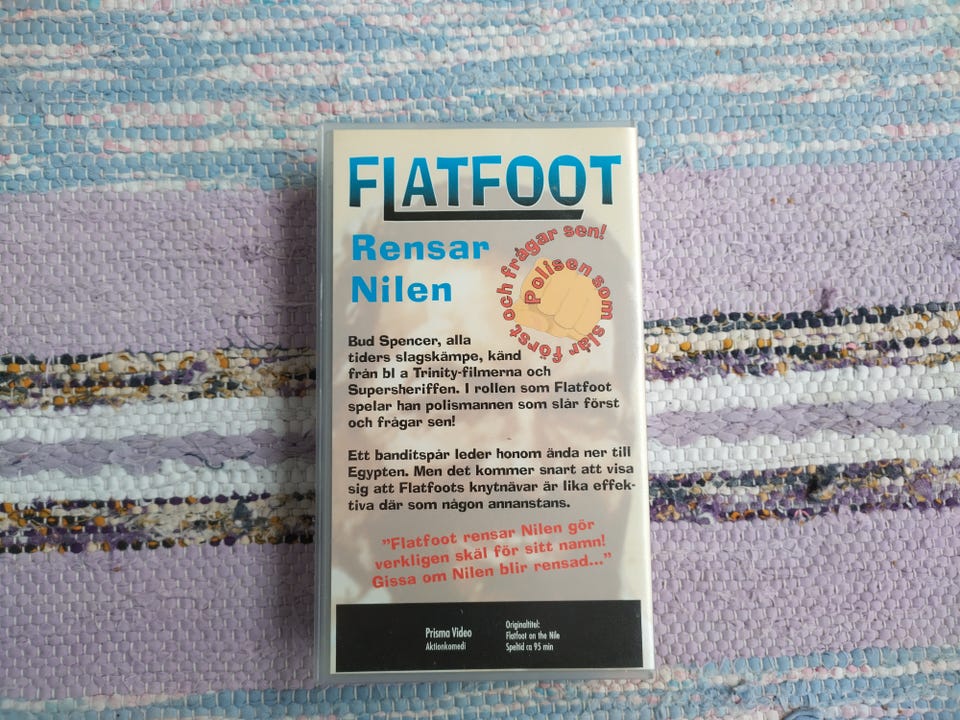 FLATFOOT
Rensar
Nilen
Polisen som slår först och frågar sen!
Bud Spencer, alla
tiders slagskämpe, känd
från bl a Trinity-filmerna och
Supersheriffen. I rollen som Flatfoot
spelar han polismannen som slår först
och frågar sen!
Ett banditspår leder honom ända ner till
Egypten. Men det kommer snart att visa
sig att Flatfoots knytnävar är lika effek-
tiva där som någon annanstans.
”Flatfoot rensar Nilen gör
verkligen skäl för sitt namn!
Gissa om Nilen blir rensad...”
Prisma Video
Aktionkomedi
Originaltitel:
Flatfoot on the Nile
Speltid ca 95 min